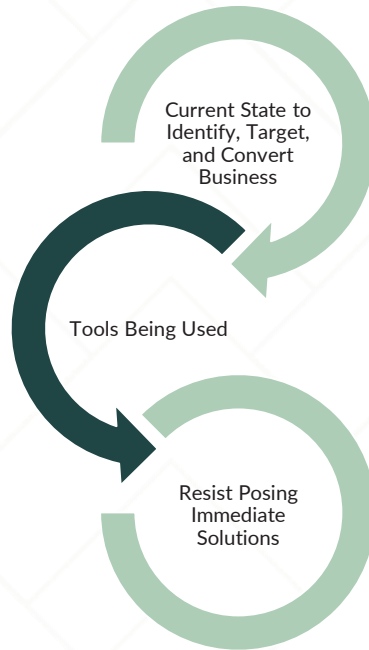 Current State to
Identify, Target,
and Convert
Business
Tools Being Used
Resist Posing
Immediate
Solutions